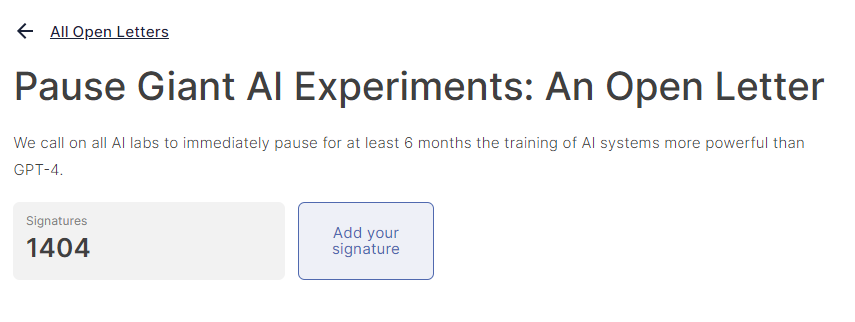 All Open Letters
Pause Giant AI Experiments: An Open Letter
We call on all AI labs to immediately pause for at least 6 months the training of AI systems more powerful than
GPT-4.
Signatures
1404
Add your
signature